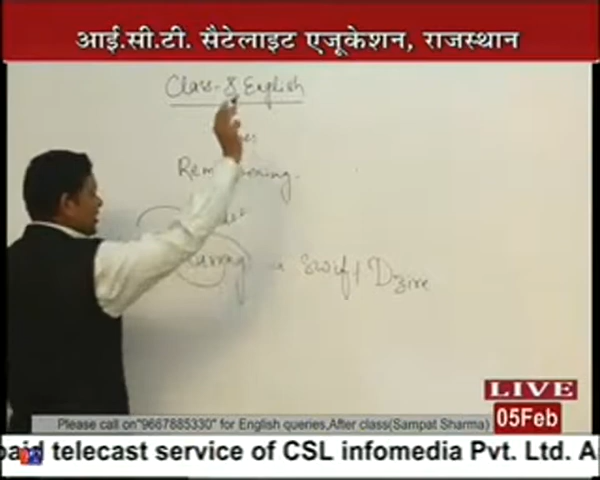 आई.सी.टी. सैटेलाइट एजूकेशन, राजस्थान
Class-8 English
a Swift Dzire
LIVE
05Feb
Please call on"9667885330" for English queries,After class(Sampat Sharma)
paid telecast service of CSL infomedia Pvt. Ltd. A